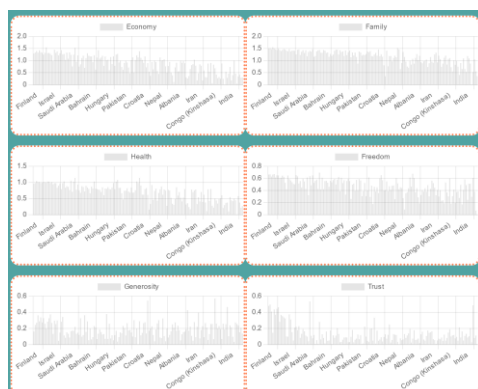 Economy
2.0
1.5
1.0
0.5
0
Finland
Israel
Saudi Arabia
Bahrain
Hungary
Pakistan
Croatia
Nepal
Albania
Iran
Congo (Kinshasa)
India
Family
2.0
1.5
1.0
0.5
0
Finland
Israel
Saudi Arabia
Bahrain
Hungary
Pakistan
Croatia
Nepal
Albania
Iran
Congo (Kinshasa)
India
Health
1.5
1.0
0.5
0
Finland
Israel
Saudi Arabia
Bahrain
Hungary
Pakistan
Croatia
Nepal
Albania
Iran
Congo (Kinshasa)
India
Freedom
0.8
0.6
0.4
0.2
0
Finland
Israel
Saudi Arabia
Bahrain
Hungary
Pakistan
Croatia
Nepal
Albania
Iran
Congo (Kinshasa)
India
Generosity
0.6
0.4
0.2
0
Finland
Israel
Saudi Arabia
Bahrain
Hungary
Pakistan
Croatia
Nepal
Albania
Iran
Congo (Kinshasa)
India
Trust
0.6
0.4
0.2
0
Finland
Israel
Saudi Arabia
Bahrain
Hungary
Pakistan
Croatia
Nepal
Albania
Iran
Congo (Kinshasa)
India